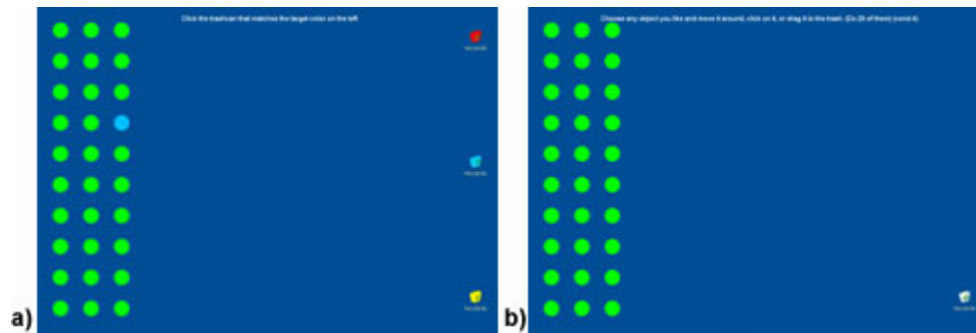 Click the trashcan that matches the target color on the left
Choose any object you like and move it around, click on it, or drag it to the trash. (Do 20 of them) (cond 4)
a)
b)